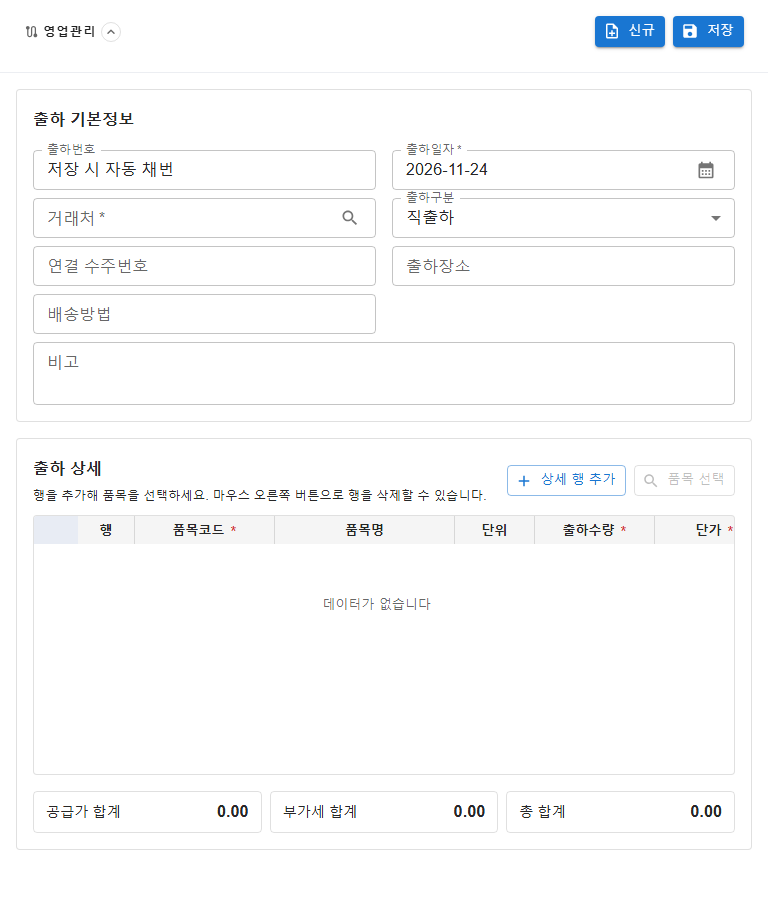 영업관리
신규
저장
출하 기본정보
출하번호
저장 시 자동 채번
출하일자 *
2026-11-24
거래처 *
출하구분
직출하
연결 수주번호
출하장소
배송방법
비고
출하 상세
행을 추가해 품목을 선택하세요. 마우스 오른쪽 버튼으로 행을 삭제할 수 있습니다.
상세 행 추가
품목 선택
행 품목코드 * 품목명 단위 출하수량 * 단가 *
데이터가 없습니다
공급가 합계 0.00
부가세 합계 0.00
총 합계 0.00